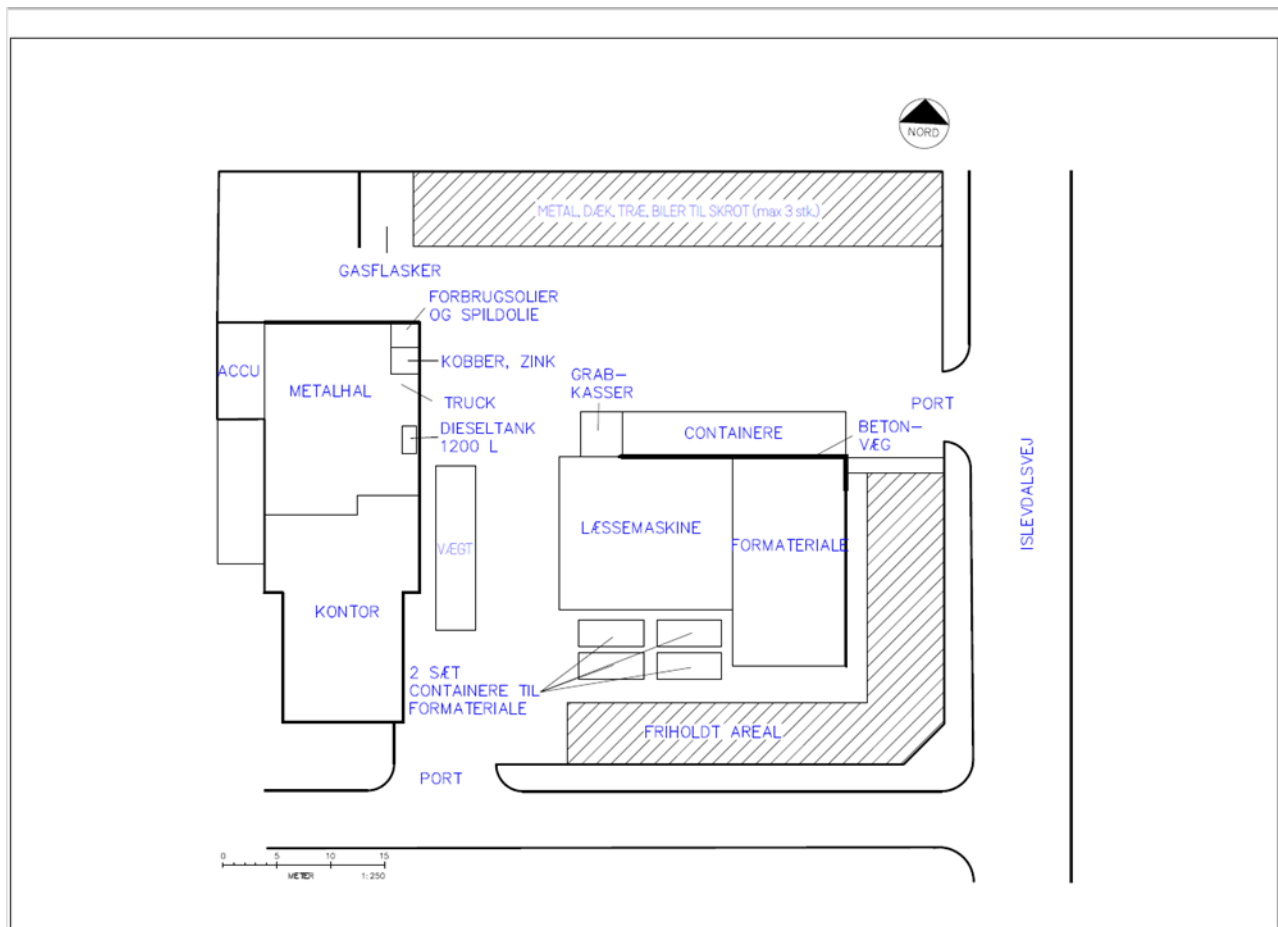 NORD
METAL, DÆK, TRÆ, BILER TIL SKROT (max 3 stk.)
GASFLASKER
FORBRUGSOLIER
OG SPILDOLIE
ACCU
METALHAL
KOBBER, ZINK
TRUCK
DIESELTANK
1200 L
GRAB-
KASSER
CONTAINERE
PORT
BETON-
VÆG
ISLEVDALSVEJ
VÆGT
LÆSSEMASKINE
FORMATERIALE
KONTOR
2 SÆT
CONTAINERE TIL
FORMATERIALE
FRIHOLDT AREAL
PORT
0 5 10 15
METER 1:250